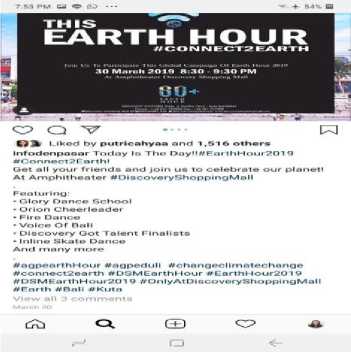 7:53 PM
54%
THIS
EARTH HOUR
#CONNECT2EARTH
Join Us To Participate This Global Campaign Of Earth Hour 2019
30 March 2019 8:30 - 9:30 PM
At Amphitheater Discovery Shopping Mall
60+
EARTH HOUR
Liked by putricahyaa and 1,516 others
infodenpasar Today Is The Day!!#EarthHour2019
#Connect2Earth!
Get all your friends and join us to celebrate our planet!
At Amphitheater #DiscoveryShoppingMall
.
Featuring:
• Glory Dance School
• Orion Cheerleader
• Fire Dance
• Voice Of Bali
• Discovery Got Talent Finalists
• Inline Skate Dance
And many more
.
#agpearthHour #agpeduli #changeclimatechange
#connect2earth #DSMEarthHour #EarthHour2019
#DSMEarthHour2019 #OnlyAtDiscoveryShoppingMall
#Earth #Bali #Kuta
View all 3 comments
March 30